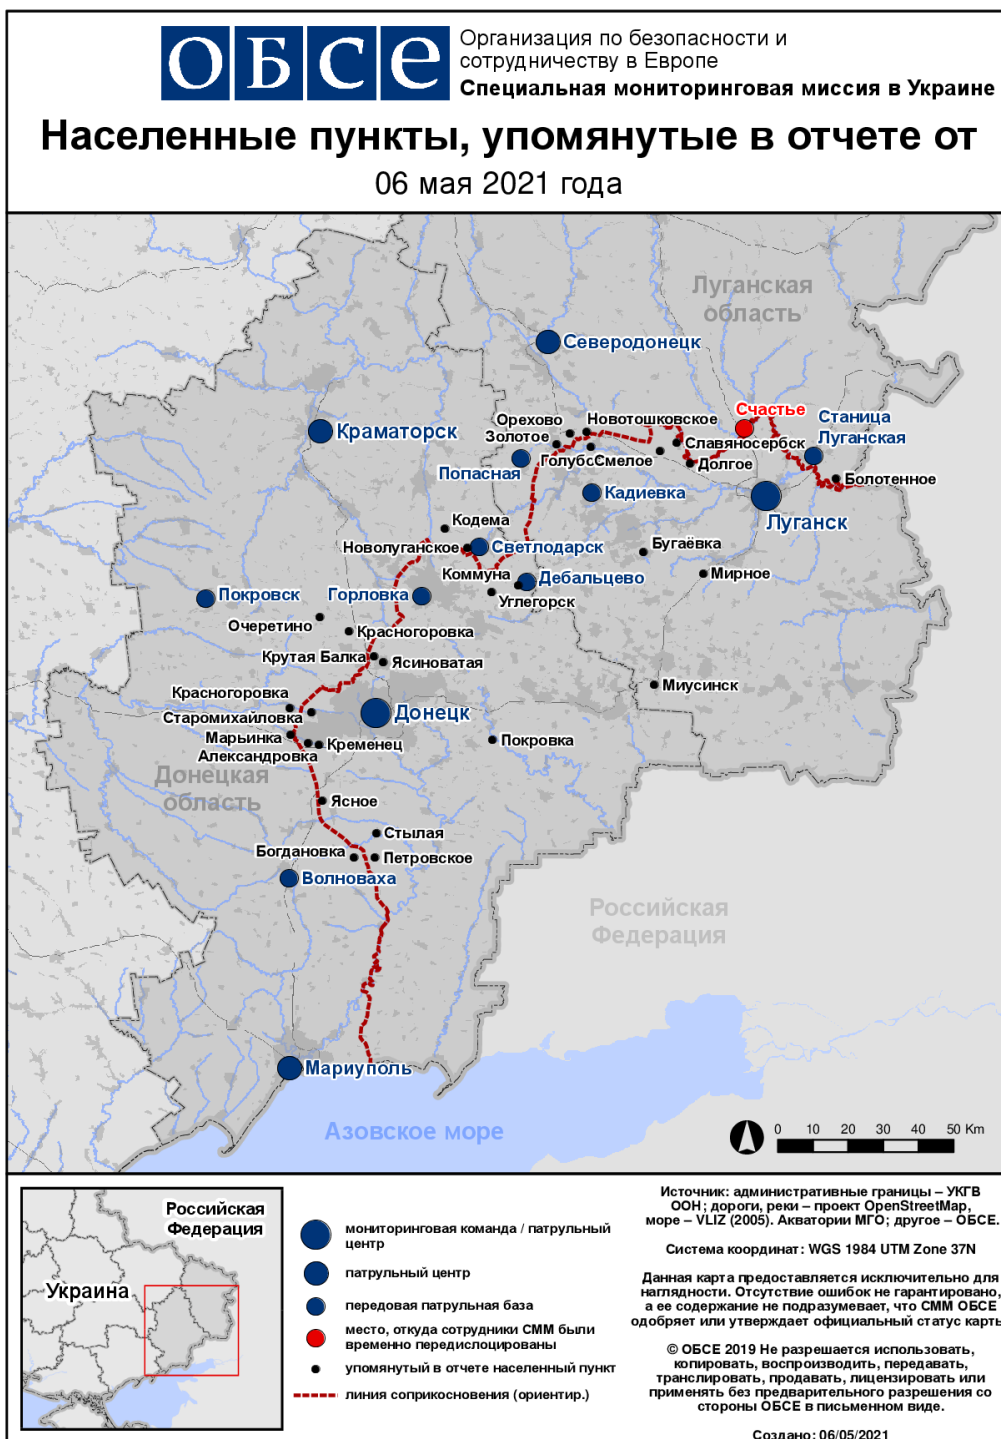 ОБСЕ
Организация по безопасности и
сотрудничеству в Европе
Специальная мониторинговая миссия в Украине
Населенные пункты, упомянутые в отчете от
06 мая 2021 года
Луганская
область
Северодонецк
Счастье
Станица
Луганская
Орехово
Новотошковское
Золотое
Славяносербск
Краматорск
Голубо
Смелое
Долгое
Попасная
Болотенное
Кадиевка
Луганск
Кодема
Новолуганское
Светлодарск
Бугаёвка
Коммуна
Дебальцево
Мирное
Покровск
Горловка
Углегорск
Очеретино
Красногоровка
Крутая Балка
Ясиноватая
Миусинск
Красногоровка
Старомихайловка
Донецк
Марьинка
Кременец
Покровка
Александровка
Донецкая
область
Ясное
Стылая
Богдановка
Петровское
Волноваха
Российская
Федерация
Мариуполь
Азовское море
0 10 20 30 40 50 Km
Российская
Федерация
Украина
мониторинговая команда / патрульный
центр
патрульный центр
передовая патрульная база
место, откуда сотрудники СММ были
временно передислоцированы
упомянутый в отчете населенный пункт
линия соприкосновения (ориентир.)
Источник: административные границы – УКГВ
ООН; дороги, реки – проект OpenStreetMap,
море – VLIZ (2005). Акватории МГО; другое – ОБСЕ.
Система координат: WGS 1984 UTM Zone 37N
Данная карта предоставляется исключительно для
наглядности. Отсутствие ошибок не гарантировано,
а ее содержание не подразумевает, что СММ ОБСЕ
одобряет или утверждает официальный статус карты
© ОБСЕ 2019 Не разрешается использовать,
копировать, воспроизводить, передавать,
транслировать, продавать, лицензировать или
применять без предварительного разрешения со
стороны ОБСЕ в письменном виде.
Создано: 06/05/2021